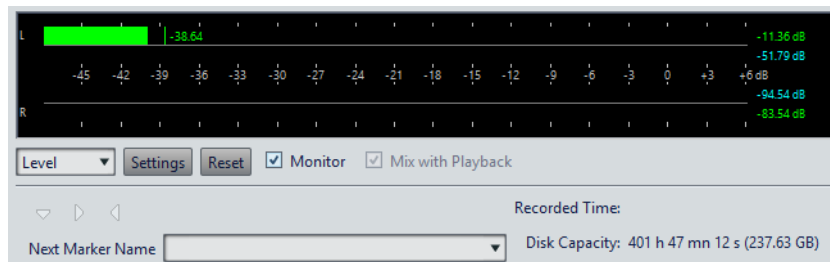 L -38.64 -11.36 dB
-51.79 dB
-45 -42 -39 -36 -33 -30 -27 -24 -21 -18 -15 -12 -9 -6 -3 0 +3 +6 dB
-94.54 dB
R -83.54 dB
Level Settings Reset Monitor Mix with Playback
Recorded Time:
Next Marker Name Disk Capacity: 401 h 47 mn 12 s (237.63 GB)